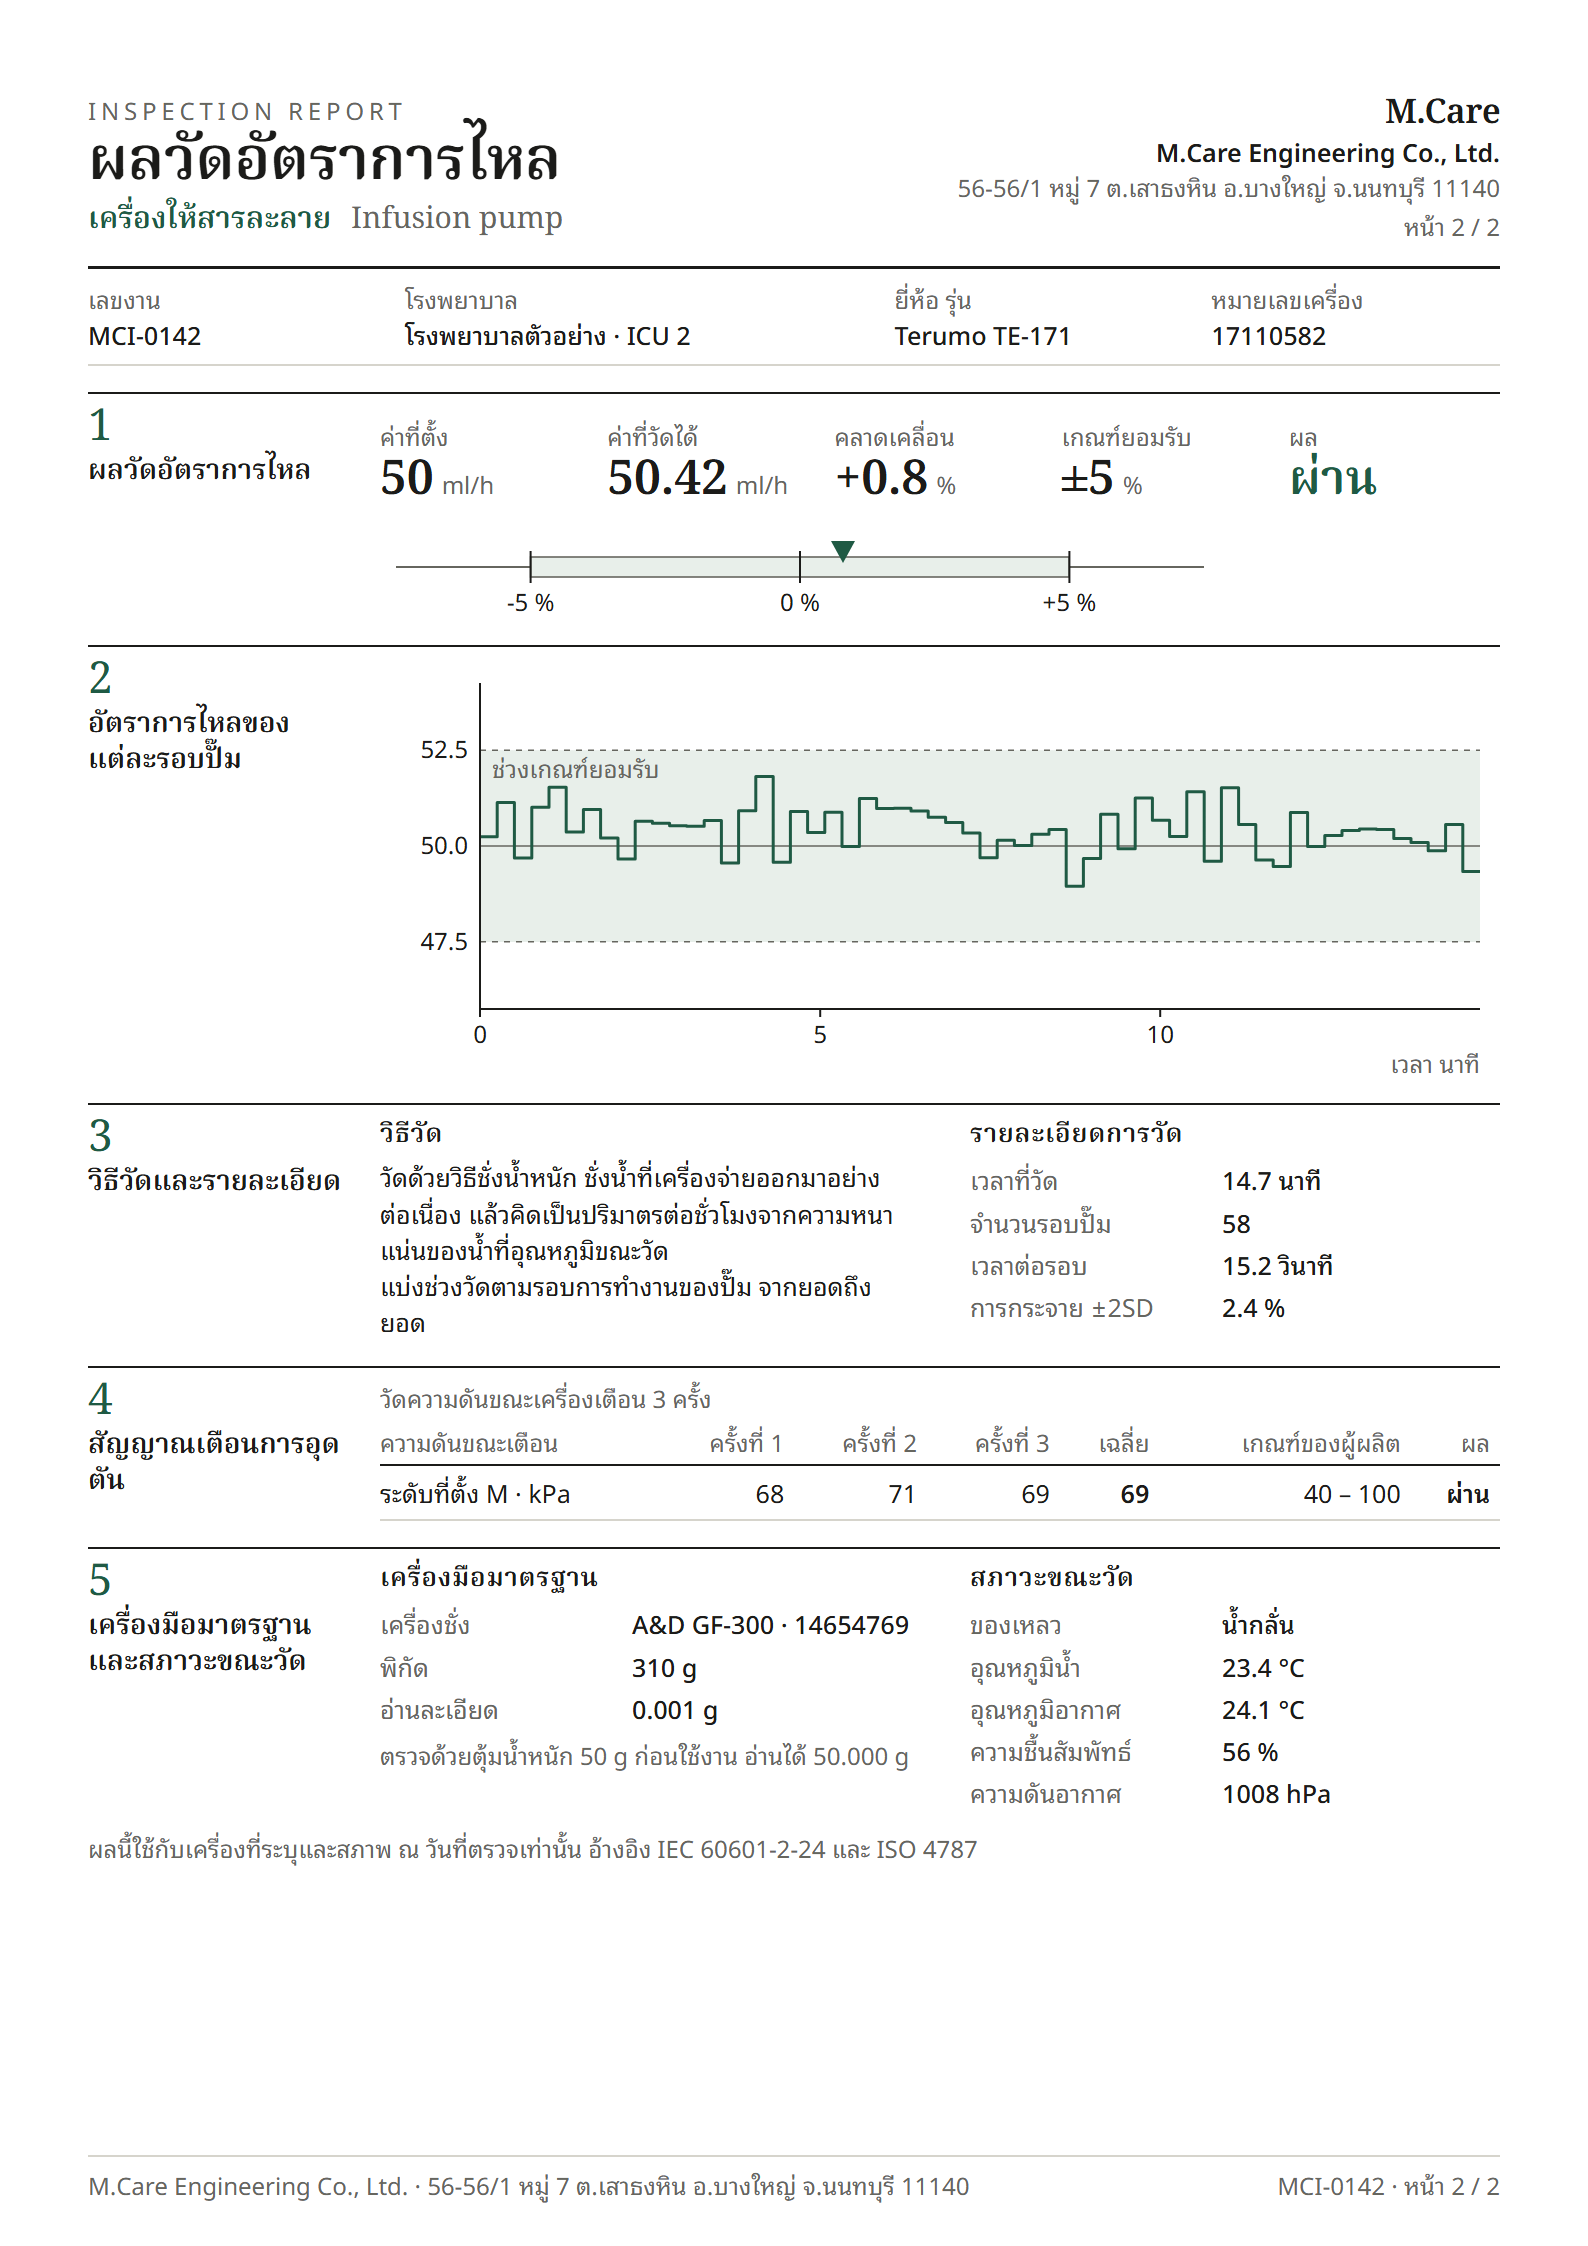 INSPECTION REPORT
ผลวัดอัตราการไหล
เครื่องให้สารละลาย Infusion pump
M.Care
M.Care Engineering Co., Ltd.
56-56/1 หมู่ 7 ต.เสาธงหิน อ.บางใหญ่ จ.นนทบุรี 11140
หน้า 2 / 2
เลขงาน โรงพยาบาล ยี่ห้อ รุ่น หมายเลขเครื่อง
MCI-0142 โรงพยาบาลตัวอย่าง · ICU 2 Terumo TE-171 17110582
1
ผลวัดอัตราการไหล
ค่าที่ตั้ง ค่าที่วัดได้ คลาดเคลื่อน เกณฑ์ยอมรับ ผล
50 ml/h 50.42 ml/h +0.8 % ±5 % ผ่าน
-5 % 0 % +5 %
2
อัตราการไหลของ
แต่ละรอบปั๊ม
52.5
ช่วงเกณฑ์ยอมรับ
50.0
47.5
0 5 10
เวลา นาที
3
วิธีวัดและรายละเอียด
วิธีวัด
วัดด้วยวิธีชั่งน้ำหนัก ชั่งน้ำที่เครื่องจ่ายออกมาอย่าง
ต่อเนื่อง แล้วคิดเป็นปริมาตรต่อชั่วโมงจากความหนา
แน่นของน้ำที่อุณหภูมิขณะวัด
แบ่งช่วงวัดตามรอบการทำงานของปั๊ม จากยอดถึง
ยอด
รายละเอียดการวัด
เวลาที่วัด 14.7 นาที
จำนวนรอบปั๊ม 58
เวลาต่อรอบ 15.2 วินาที
การกระจาย ±2SD 2.4 %
4
สัญญาณเตือนการอุด
ตัน
วัดความดันขณะเครื่องเตือน 3 ครั้ง
ความดันขณะเตือน ครั้งที่ 1 ครั้งที่ 2 ครั้งที่ 3 เฉลี่ย เกณฑ์ของผู้ผลิต ผล
ระดับที่ตั้ง M · kPa 68 71 69 69 40 – 100 ผ่าน
5
เครื่องมือมาตรฐาน
และสภาวะขณะวัด
เครื่องมือมาตรฐาน
เครื่องชั่ง A&D GF-300 · 14654769
พิกัด 310 g
อ่านละเอียด 0.001 g
ตรวจด้วยตุ้มน้ำหนัก 50 g ก่อนใช้งาน อ่านได้ 50.000 g
สภาวะขณะวัด
ของเหลว น้ำกลั่น
อุณหภูมิน้ำ 23.4 °C
อุณหภูมิอากาศ 24.1 °C
ความชื้นสัมพัทธ์ 56 %
ความดันอากาศ 1008 hPa
ผลนี้ใช้กับเครื่องที่ระบุและสภาพ ณ วันที่ตรวจเท่านั้น อ้างอิง IEC 60601-2-24 และ ISO 4787
M.Care Engineering Co., Ltd. · 56-56/1 หมู่ 7 ต.เสาธงหิน อ.บางใหญ่ จ.นนทบุรี 11140
MCI-0142 · หน้า 2 / 2